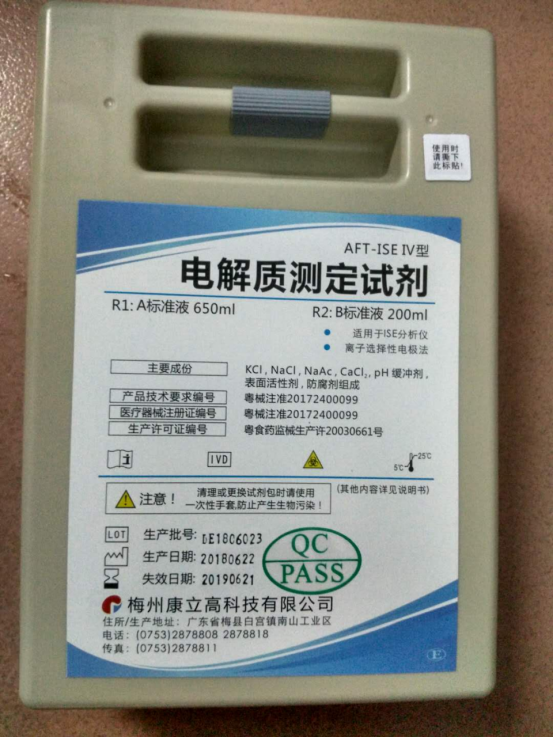 使用时
请撕下
此标贴!
AFT-ISE IV型
电解质测定试剂
R1: A标准液 650ml
R2: B标准液 200ml
适用于ISE分析仪
离子选择性电极法
主要成份
KCl , NaCl , NaAc , CaCl₂, pH 缓冲剂 ,
表面活性剂 , 防腐剂组成
产品技术要求编号 粤械注准20172400099
医疗器械注册证编号 粤械注准20172400099
生产许可证编号 粤食药监械生产许20030661号
IVD
5℃
25℃
注意！ 清理或更换试剂包时请使用
一次性手套,防止产生生物污染！
(其他内容详见说明书)
LOT 生产批号: DE1806023
生产日期: 20180622
失效日期: 20190621
QC
PASS
梅州康立高科技有限公司
住所/生产地址: 广东省梅县白宫镇南山工业区
电话: (0753)2878808 2878818
传真: (0753)2878811
E